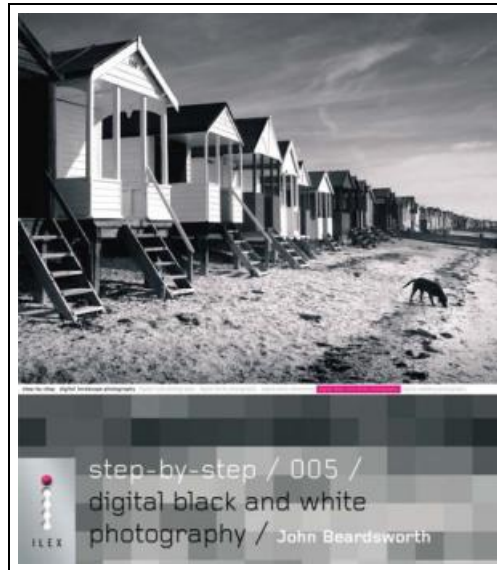 step-by-step / 005 /
digital black and white
photography / John Beardsworth
ILEX